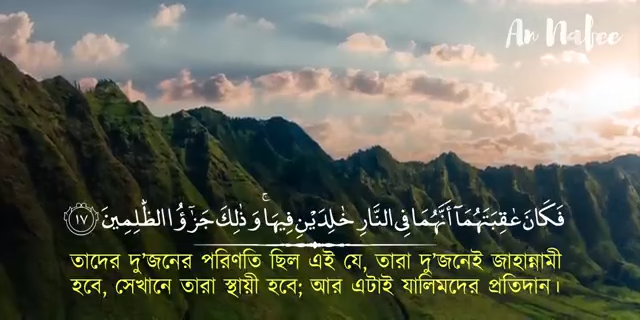 An Nafee
فَكَانَ عَٰقِبَتَهُمَآ أَنَّهُمَا فِى ٱلنَّارِ خَٰلِدَيْنِ فِيهَا ۚ وَذَٰلِكَ جَزَٰٓؤُا۟ ٱلظَّٰلِمِينَ ١٧
তাদের দু’জনের পরিণতি ছিল এই যে, তারা দু’জনেই জাহান্নামী
হবে, সেখানে তারা স্থায়ী হবে; আর এটাই যালিমদের প্রতিদান।